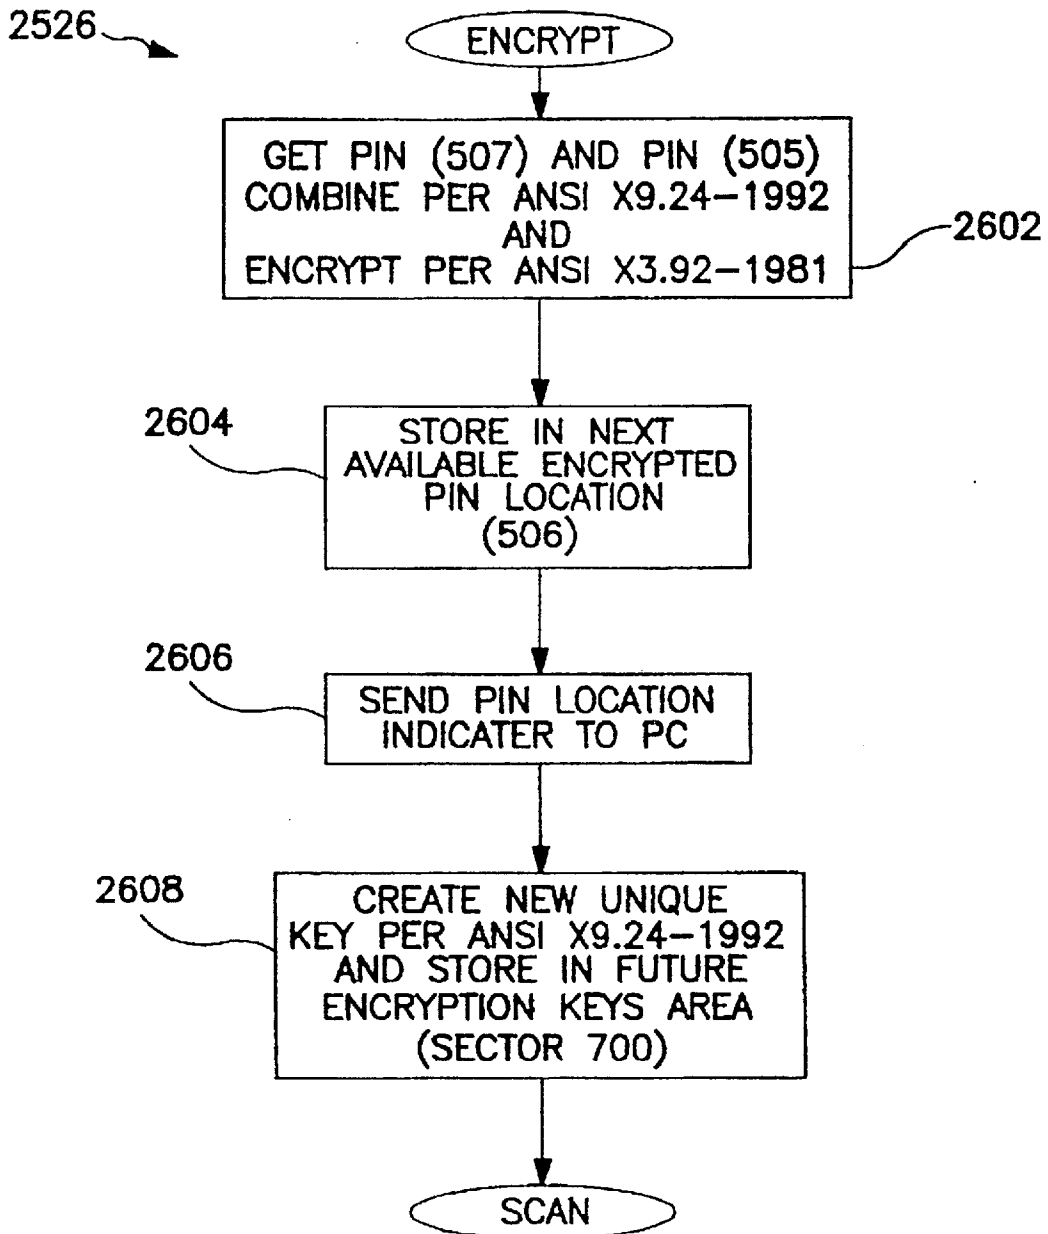 2526
ENCRYPT
GET PIN (507) AND PIN (505)
COMBINE PER ANSI X9.24-1992
AND
ENCRYPT PER ANSI X3.92-1981
2602
2604
STORE IN NEXT
AVAILABLE ENCRYPTED
PIN LOCATION
(506)
2606
SEND PIN LOCATION
INDICATER TO PC
2608
CREATE NEW UNIQUE
KEY PER ANSI X9.24-1992
AND STORE IN FUTURE
ENCRYPTION KEYS AREA
(SECTOR 700)
SCAN